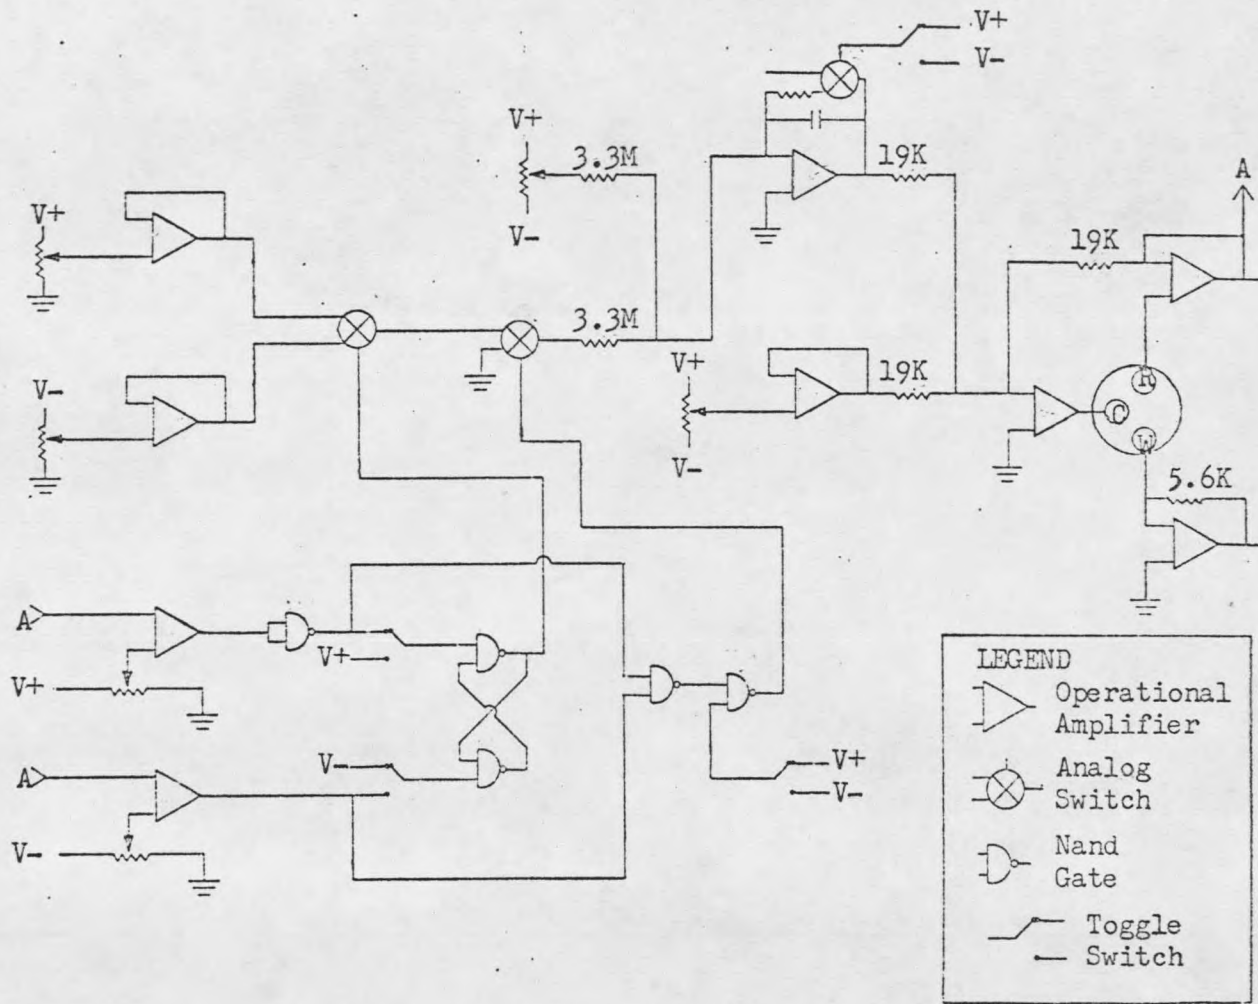 V+
V-
V+
3.3M
V-
19K
A
V+
19K
3.3M
V-
V+
19K
R
C
V-
W
5.6K
A
V+
V+
A
V-
V+
V-
V-
LEGEND
Operational
Amplifier
Analog
Switch
Nand
Gate
Toggle
Switch